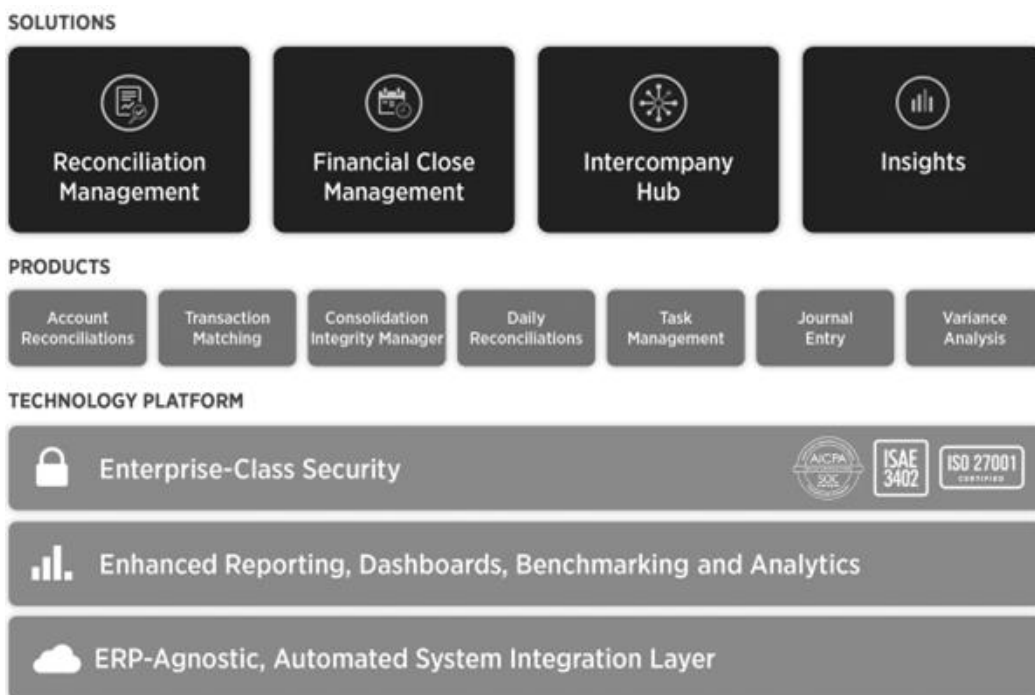 SOLUTIONS
Reconciliation
Management
Financial Close
Management
Intercompany
Hub
Insights
PRODUCTS
Account
Reconciliations
Transaction
Matching
Consolidation
Integrity Manager
Daily
Reconciliations
Task
Management
Journal
Entry
Variance
Analysis
TECHNOLOGY PLATFORM
Enterprise-Class Security
AICPA
SOC
ISAE
3402
ISO 27001
CERTIFIED
Enhanced Reporting, Dashboards, Benchmarking and Analytics
ERP-Agnostic, Automated System Integration Layer